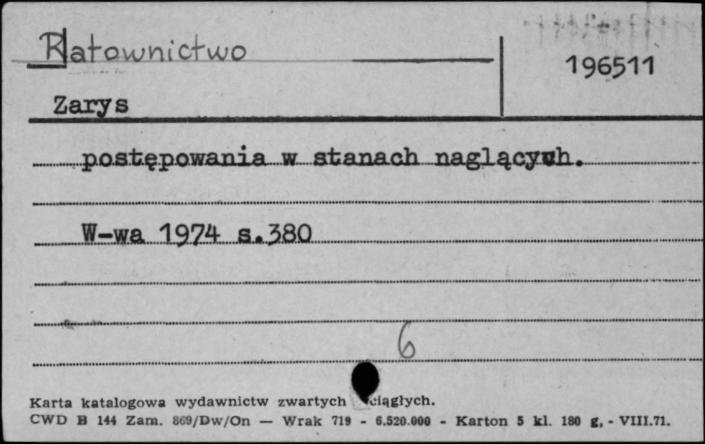 Ratownictwo
196511
Zarys
postępowania w stanach naglących.
W-wa 1974 s.380
6
Karta katalogowa wydawnictw zwartych ciągłych.
CWD B 144 Zam. 869/Dw/On — Wrak 719 - 6.520.000 - Karton 5 kl. 180 g, - VIII.71.